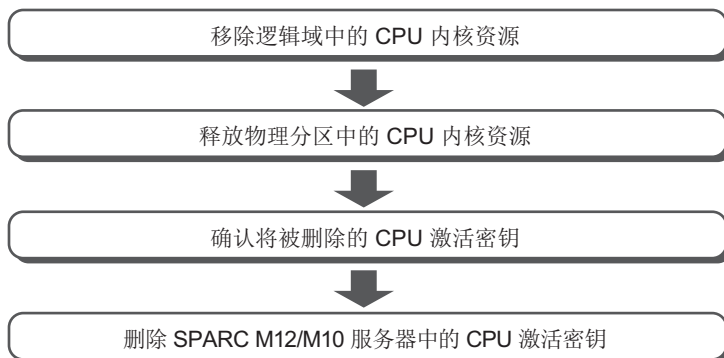 移除逻辑域中的 CPU 内核资源
释放物理分区中的 CPU 内核资源
确认将被删除的 CPU 激活密钥
删除 SPARC M12/M10 服务器中的 CPU 激活密钥